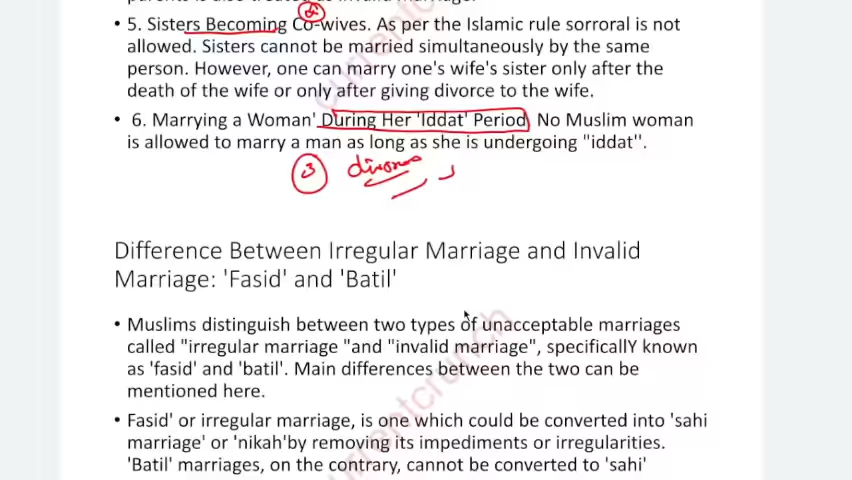 • 5. Sisters Becoming Co-wives. As per the Islamic rule sorroral is not
allowed. Sisters cannot be married simultaneously by the same
person. However, one can marry one's wife's sister only after the
death of the wife or only after giving divorce to the wife.
• 6. Marrying a Woman' During Her 'Iddat' Period. No Muslim woman
is allowed to marry a man as long as she is undergoing "iddat".
3 divorce
Difference Between Irregular Marriage and Invalid
Marriage: 'Fasid' and 'Batil'
• Muslims distinguish between two types of unacceptable marriages
called "irregular marriage "and "invalid marriage", specificallY known
as 'fasid' and 'batil'. Main differences between the two can be
mentioned here.
• Fasid' or irregular marriage, is one which could be converted into 'sahi
marriage' or 'nikah'by removing its impediments or irregularities.
'Batil' marriages, on the contrary, cannot be converted to 'sahi'
currentcrunch